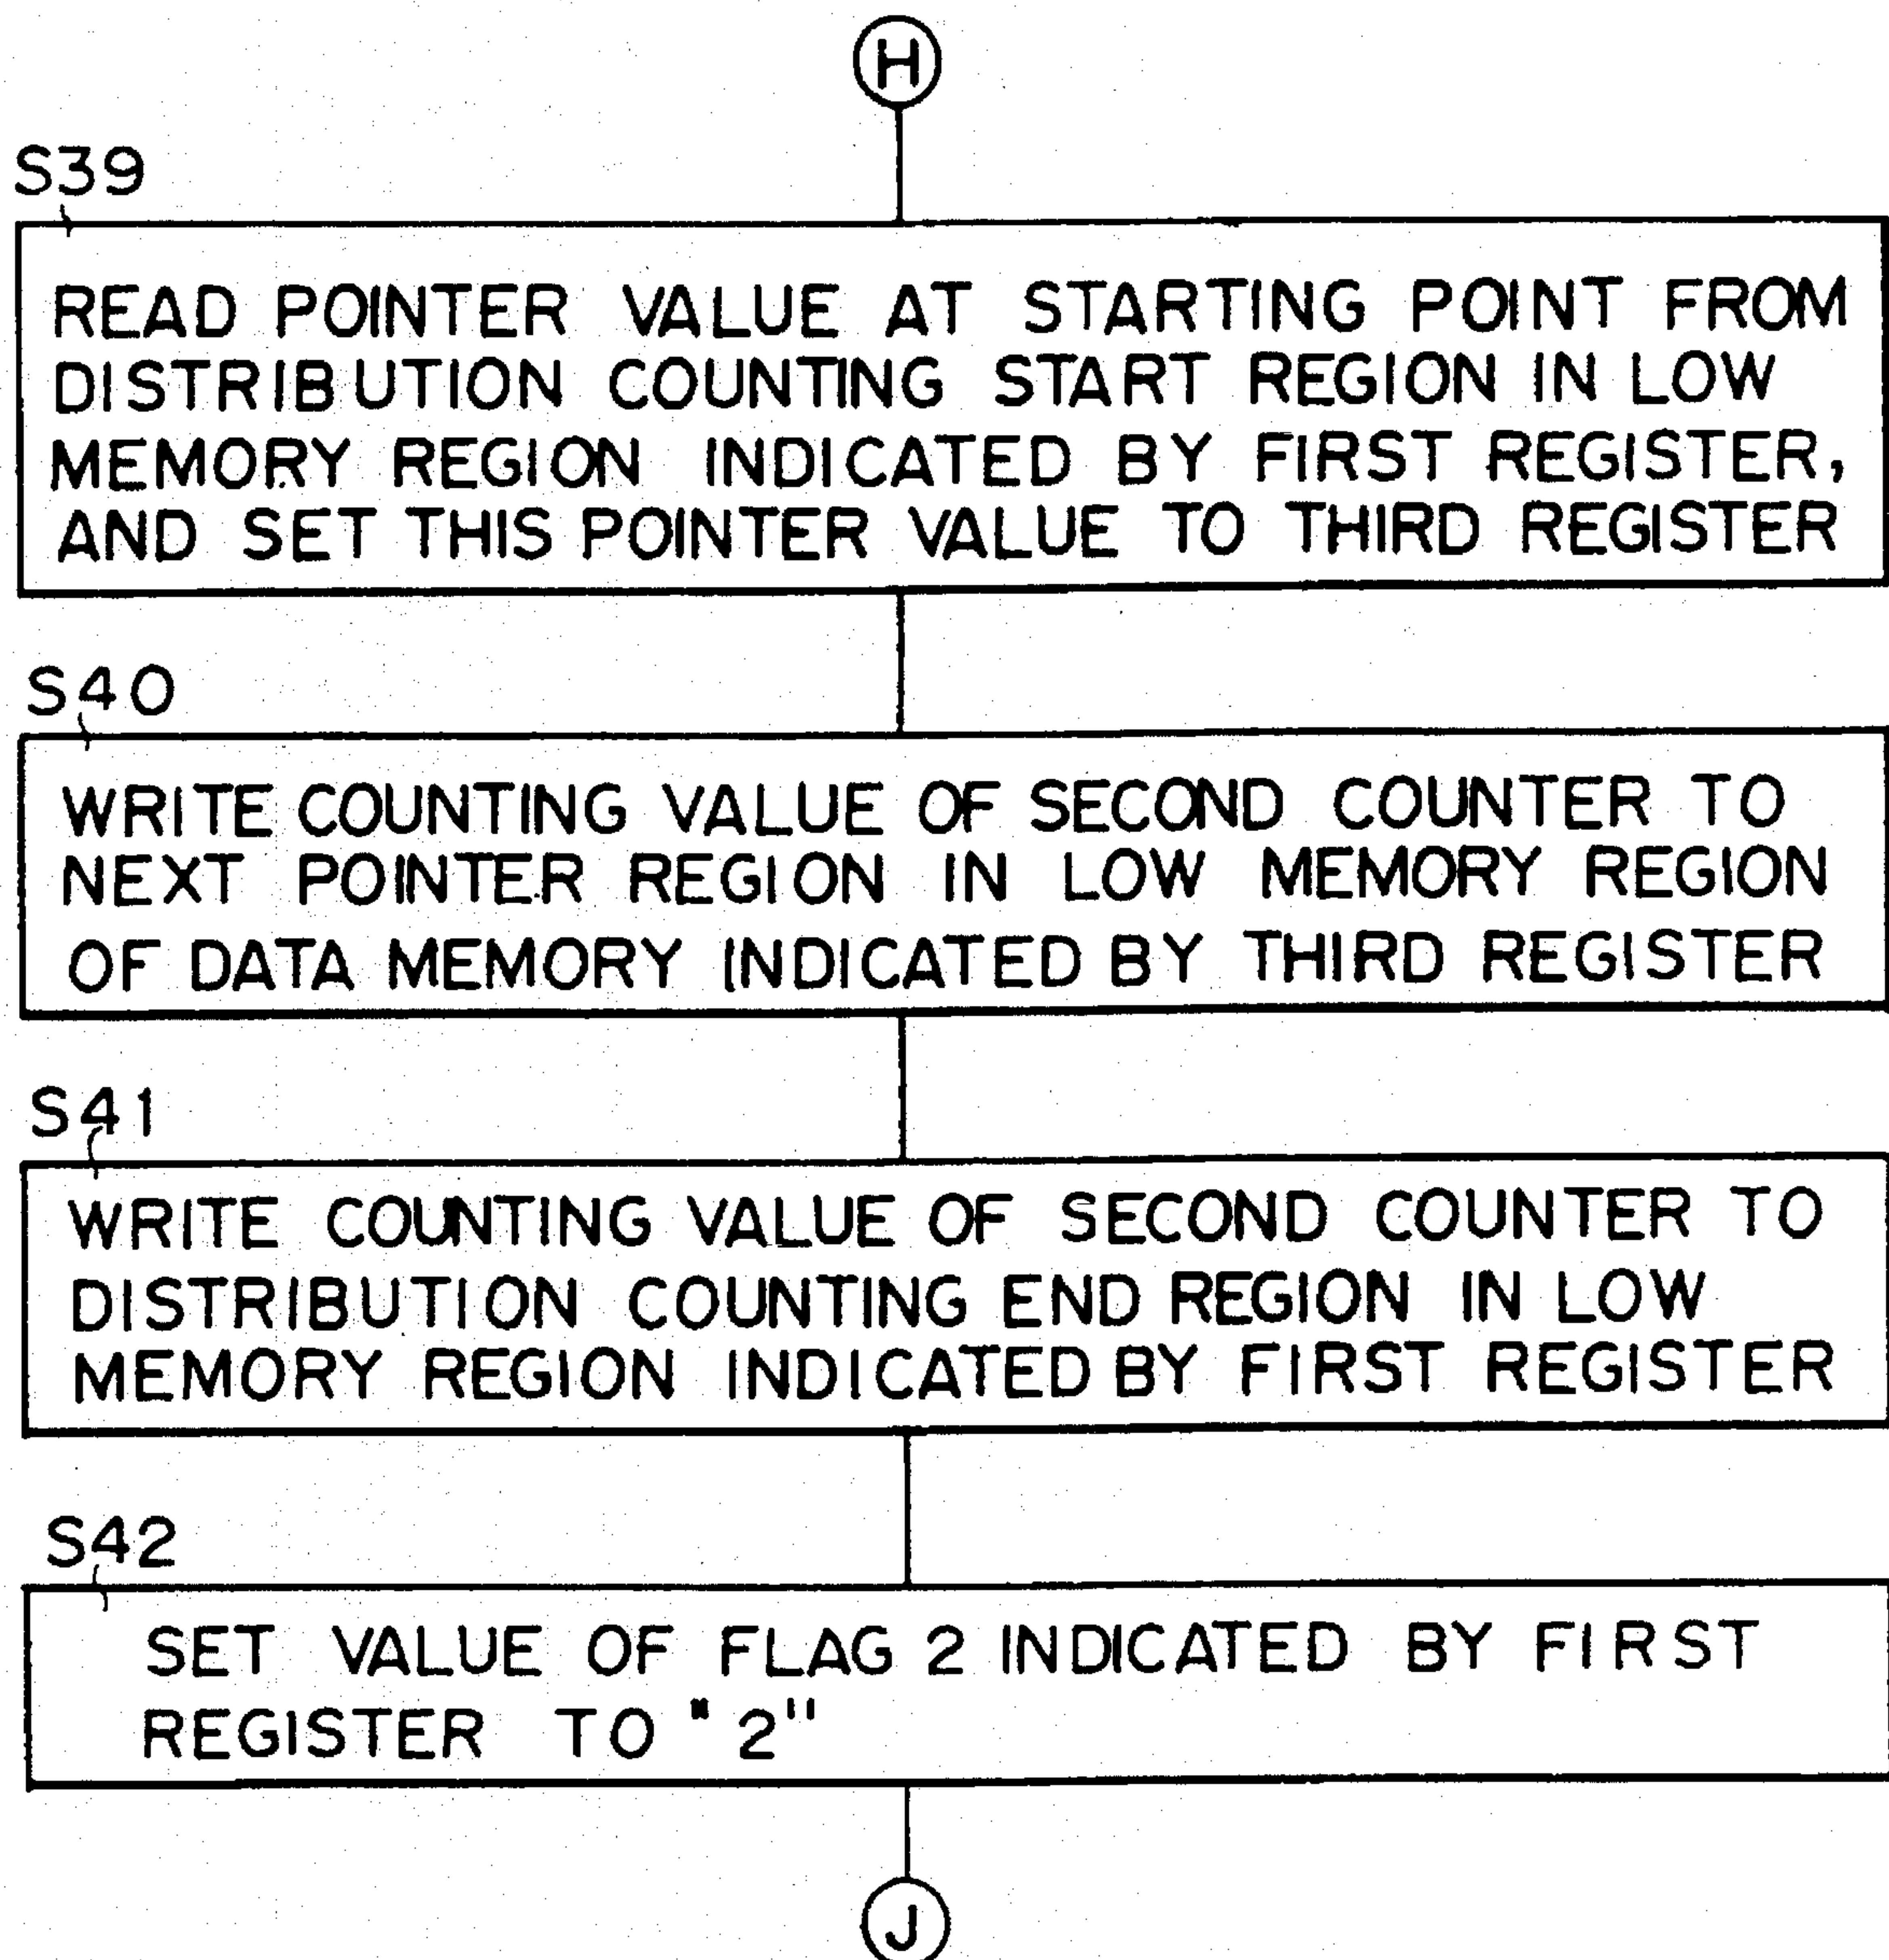 H
S39
READ POINTER VALUE AT STARTING POINT FROM
DISTRIBUTION COUNTING START REGION IN LOW
MEMORY REGION INDICATED BY FIRST REGISTER,
AND SET THIS POINTER VALUE TO THIRD REGISTER
S40
WRITE COUNTING VALUE OF SECOND COUNTER TO
NEXT POINTER REGION IN LOW MEMORY REGION
OF DATA MEMORY INDICATED BY THIRD REGISTER
S41
WRITE COUNTING VALUE OF SECOND COUNTER TO
DISTRIBUTION COUNTING END REGION IN LOW
MEMORY REGION INDICATED BY FIRST REGISTER
S42
SET VALUE OF FLAG 2 INDICATED BY FIRST
REGISTER TO "2"
J